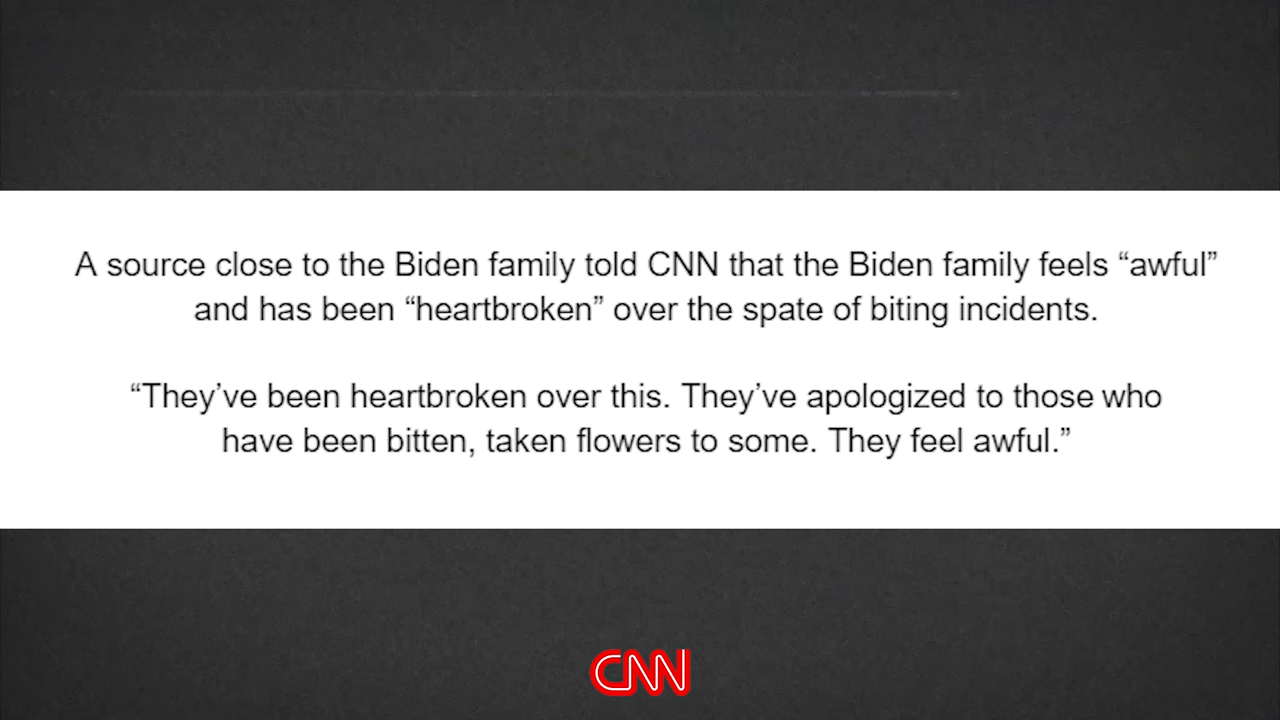 A source close to the Biden family told CNN that the Biden family feels “awful”
and has been “heartbroken” over the spate of biting incidents.
“They’ve been heartbroken over this. They’ve apologized to those who
have been bitten, taken flowers to some. They feel awful.”
CNN